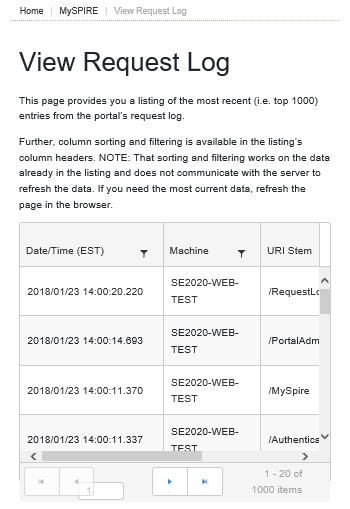 Home | MySPIRE | View Request Log
View Request Log
This page provides you a listing of the most recent (i.e. top 1000)
entries from the portal's request log.
Further, column sorting and filtering is available in the listing's
column headers. NOTE: That sorting and filtering works on the data
already in the listing and does not communicate with the server to
refresh the data. If you need the most current data, refresh the
page in the browser.
Date/Time (EST) Machine URI Stem
2018/01/23 14:00:20.220 SE2020-WEB-
TEST /RequestLo
2018/01/23 14:00:14.693 SE2020-WEB-
TEST /PortalAdm
2018/01/23 14:00:11.370 SE2020-WEB-
TEST /MySpire
2018/01/23 14:00:11.337 SE2020-WEB-
TEST /Authentica
1
1 - 20 of
1000 items